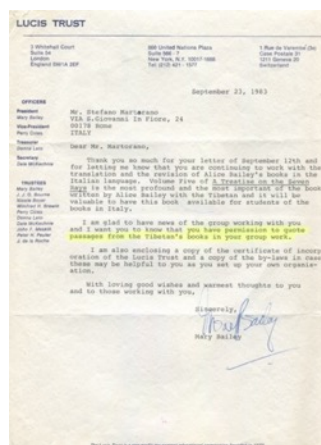 LUCIS TRUST
3 Whitehall Court
Suite 54
London
England SW1A 2EF
866 United Nations Plaza
Suite 566-7
New York, N.Y. 10017-1888
Tel: (212) 421-1577
1, Rue de Varembé (3e)
Case Postale 31
1211 Geneva 20
Switzerland
September 23, 1983
OFFICERS
President
Mary Bailey
Vice-President
Perry Coles
Treasurer
Secretary
TRUSTEES
Mary Bailey
Perry Coles
Mr. Stefano Martorano
VIA S.Giovanni In Fiore, 24
00178 Roma
ITALY
Dear Mr. Martorano,
Thank you so much for your letter of September 12th and
for letting me know that you are continuing to work with the
translation and the revision of Alice Bailey's books in the
Italian language. Volume Five of A Treatise on the Seven
Rays is the most profound and the most important of the book
written by Alice Bailey with the Tibetan and it will be
valuable to have this book available for students of the
books in Italy.
I am glad to have news of the group working with you
and I want you to know that you have permission to quote
passages from the Tibetan's books in your group work.
I am also enclosing a copy of the certificate of incorp
oration of the Lucis Trust and a copy of the by-laws in case
these may be helpful to you as you set up your own organis-
ation.
With loving good wishes and warmest thoughts to you
and to those working with you,
Sincerely,
Mary Bailey
Mary Bailey